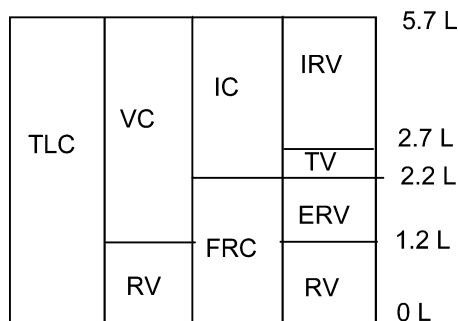 5.7 L
IRV
IC
VC
2.7 L
TLC
TV
2.2 L
ERV
1.2 L
FRC
RV
RV
0 L